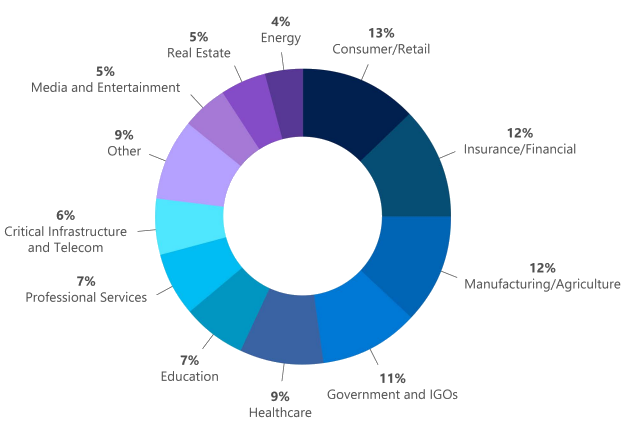 13%
Consumer/Retail
12%
Insurance/Financial
12%
Manufacturing/Agriculture
11%
Government and IGOs
9%
Healthcare
7%
Education
7%
Professional Services
6%
Critical Infrastructure
and Telecom
9%
Other
5%
Media and Entertainment
5%
Real Estate
4%
Energy